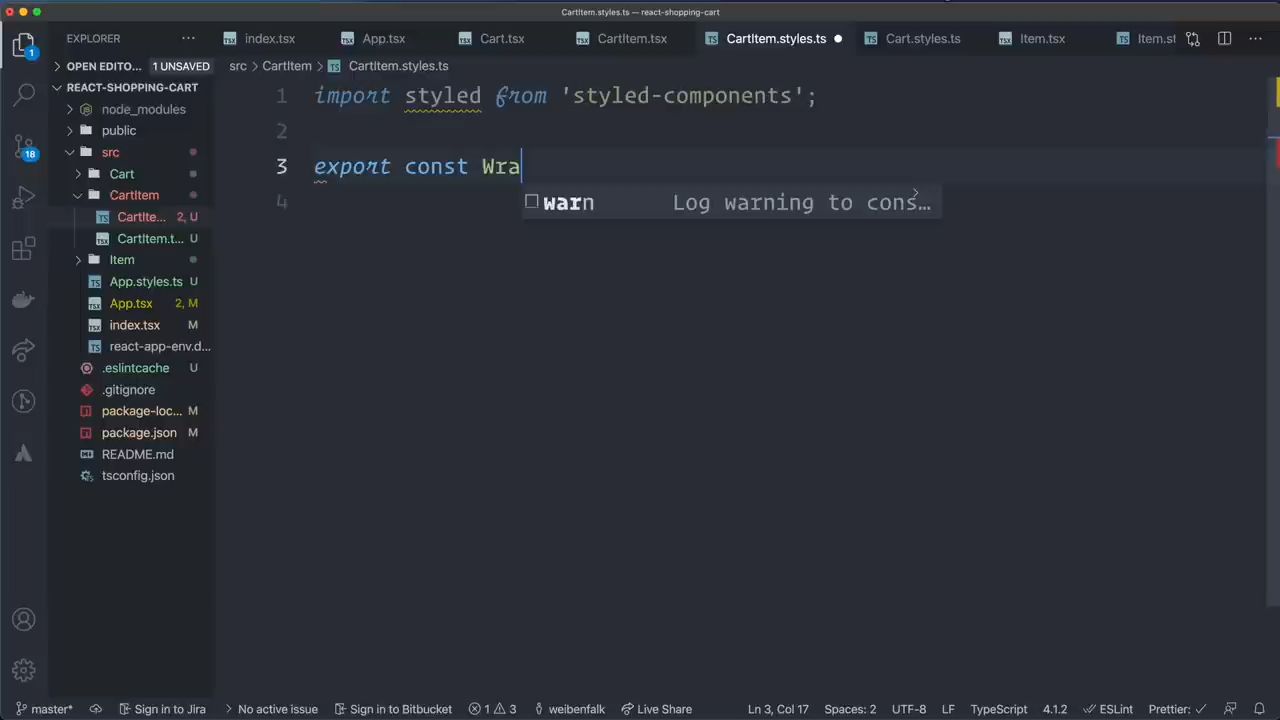 CartItem.styles.ts — react-shopping-cart
EXPLORER
index.tsx
App.tsx
Cart.tsx
CartItem.tsx
CartItem.styles.ts
Cart.styles.ts
Item.tsx
Item.st
OPEN EDITO... 1 UNSAVED
src > CartItem > CartItem.styles.ts
REACT-SHOPPING-CART
node_modules
public
src
Cart
CartItem
CartIte... 2, U
CartItem.t... U
Item
App.styles.ts U
App.tsx 2, M
index.tsx M
react-app-env.d...
.eslintcache U
.gitignore
package-loc... M
package.json M
README.md
tsconfig.json
1
18
1 import styled from 'styled-components';
2
3 export const Wra
warn Log warning to cons...
4
master* Sign in to Jira No active issue Sign in to Bitbucket 1 3 weibenfalk Live Share Ln 3, Col 17 Spaces: 2 UTF-8 LF TypeScript 4.1.2 ESLint Prettier: